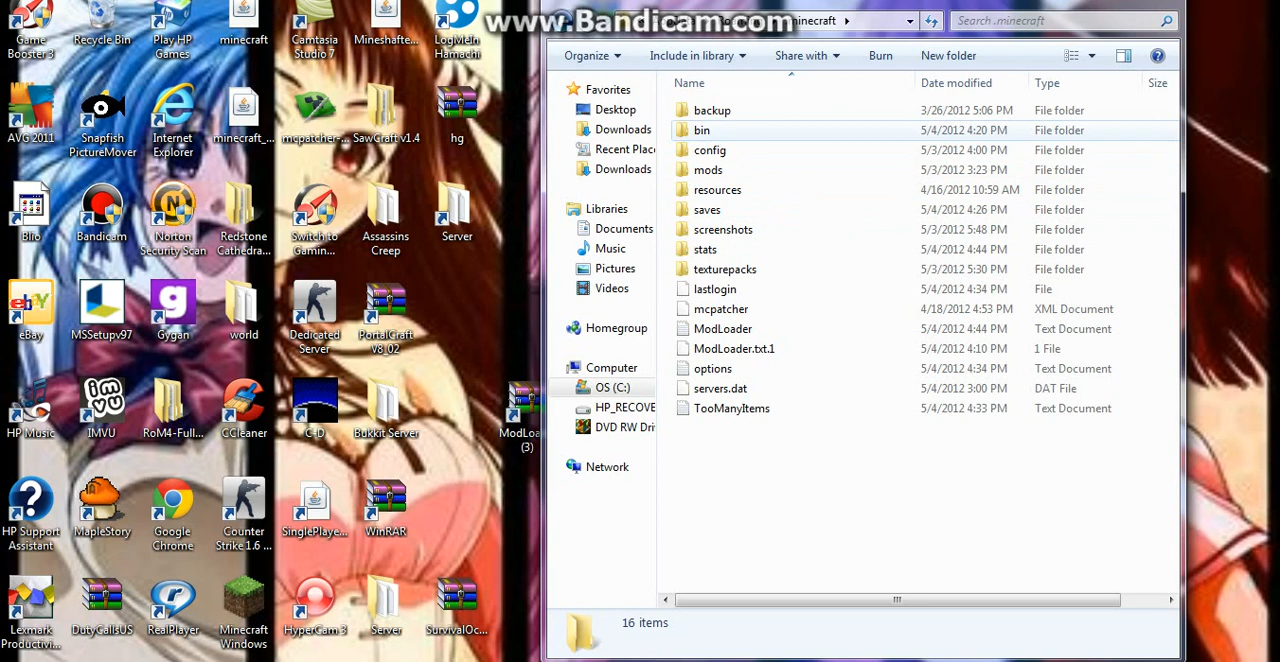 www.Bandicam.com
Game
Booster 3
Recycle Bin
Play HP
Games
minecraft
Camtasia
Studio 7
Mineshafte...
LogMeIn
Hamachi
AVG 2011
Snapfish
PictureMover
Internet
Explorer
minecraft_...
mcpatcher-...
SawCraft v1.4
hg
Blio
Bandicam
Norton
Security Scan
Redstone
Cathedra...
Switch to
Gamin...
Assassins
Creep
Server
eBay
MSSetupv97
Gygan
world
Dedicated
Server
PortalCraft
V8_02
HP Music
IMVU
RoM4-Full...
CCleaner
C-D
Bukkit Server
ModLoa
(3)
HP Support
Assistant
MapleStory
Google
Chrome
Counter
Strike 1.6 ...
SinglePlaye...
WinRAR
Lexmark
Productivi...
DutyCallsUS
RealPlayer
Minecraft
Windows
HyperCam 3
Server
SurvivalOc...
minecraft
Search .minecraft
Organize
Include in library
Share with
Burn
New folder
Favorites
Desktop
Downloads
Recent Plac
Downloads
Libraries
Documents
Music
Pictures
Videos
Homegroup
Computer
OS (C:)
HP_RECOVE
DVD RW Dri
Network
Name Date modified Type Size
backup 3/26/2012 5:06 PM File folder
bin 5/4/2012 4:20 PM File folder
config 5/3/2012 4:00 PM File folder
mods 5/3/2012 3:23 PM File folder
resources 4/16/2012 10:59 AM File folder
saves 5/4/2012 4:26 PM File folder
screenshots 5/3/2012 5:48 PM File folder
stats 5/4/2012 4:44 PM File folder
texturepacks 5/3/2012 5:30 PM File folder
lastlogin 5/4/2012 4:34 PM File
mcpatcher 4/18/2012 4:53 PM XML Document
ModLoader 5/4/2012 4:44 PM Text Document
ModLoader.txt.1 5/4/2012 4:10 PM 1 File
options 5/4/2012 4:34 PM Text Document
servers.dat 5/4/2012 3:00 PM DAT File
TooManyItems 5/4/2012 4:33 PM Text Document
16 items